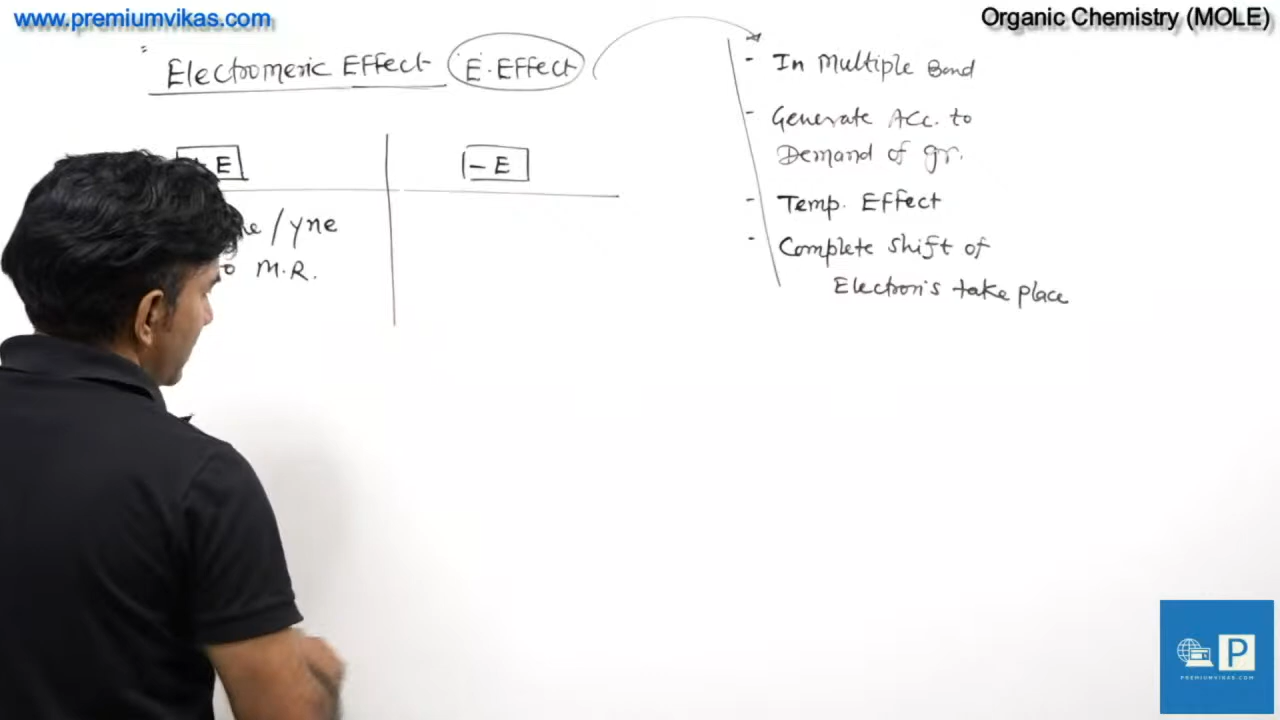 www.premiumvikas.com
Organic Chemistry (MOLE)
Electromeric Effect E. Effect
E
- E
/ yne
M.R.
- In Multiple Bond
- Generate Acc. to
Demand of gr.
- Temp. Effect
- Complete Shift of
Electron's take place
P
PREMIUMVIKAS.COM